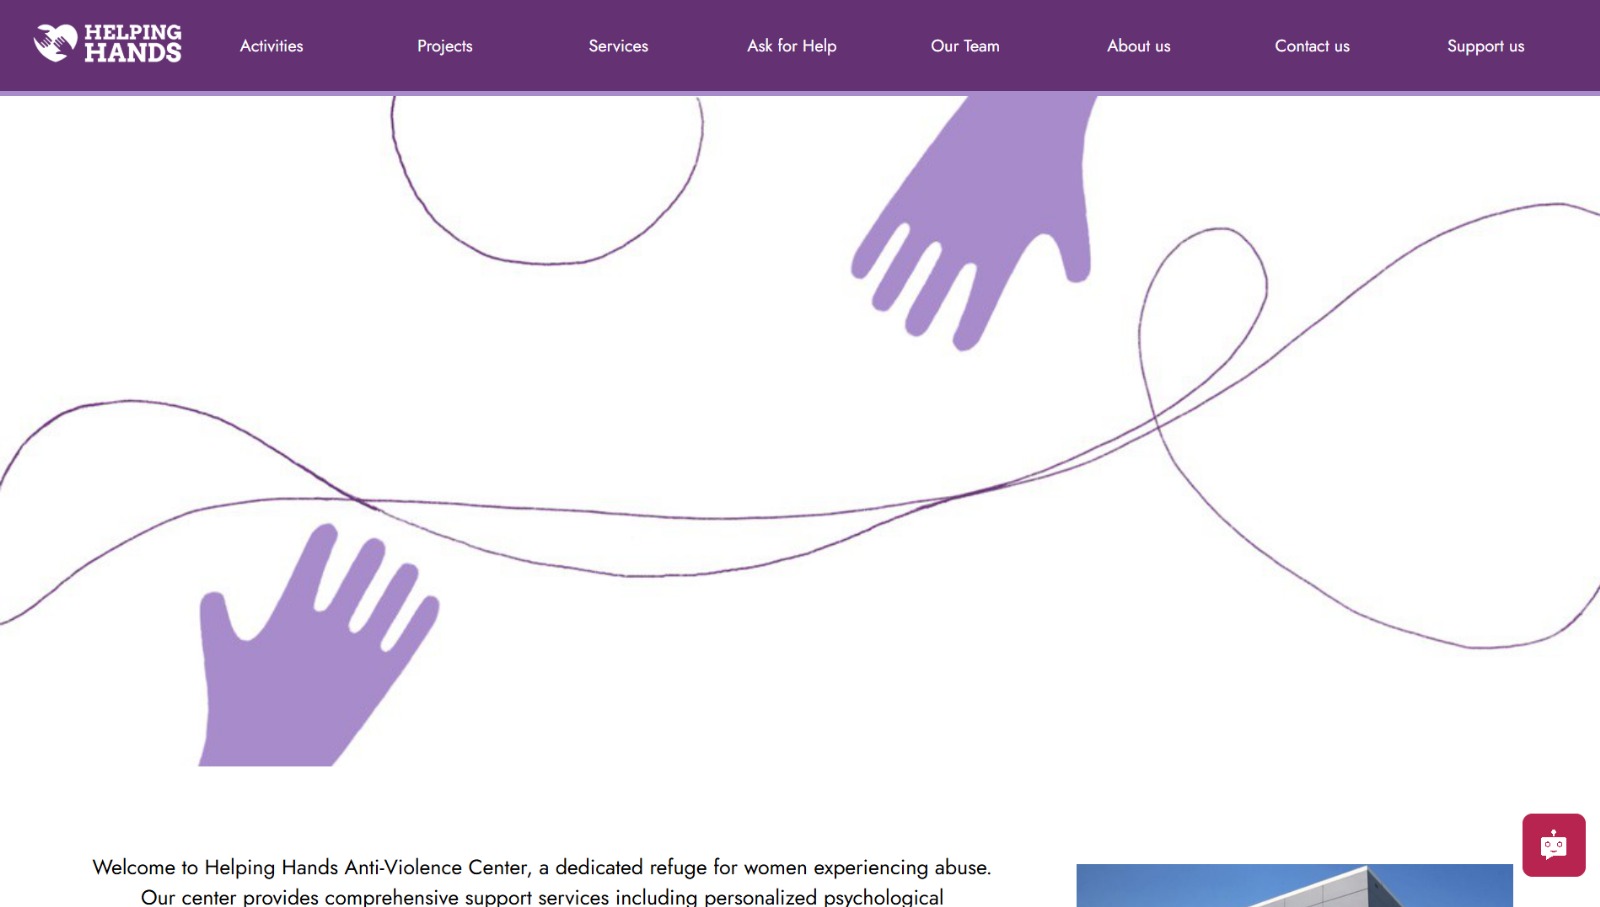 HELPING
HANDS
Activities
Projects
Services
Ask for Help
Our Team
About us
Contact us
Support us
Welcome to Helping Hands Anti-Violence Center, a dedicated refuge for women experiencing abuse.
Our center provides comprehensive support services including personalized psychological